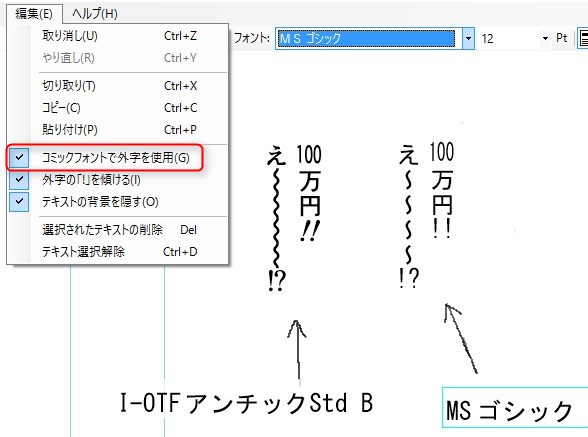 編集(E) ヘルプ(H)
取り消し(U) Ctrl+Z
やり直し(R) Ctrl+Y
切り取り(T) Ctrl+X
コピー(C) Ctrl+C
貼り付け(P) Ctrl+P
コミックフォントで外字を使用(G)
外字の「!」を傾ける(I)
テキストの背景を隠す(O)
選択されたテキストの削除 Del
テキスト選択解除 Ctrl+D
フォント: ＭＳ ゴシック 12 Pt
100万円!!
え〜〜〜〜!?
100万円!!
え〜〜〜〜!?
I-OTFアンチックStd B
MSゴシック